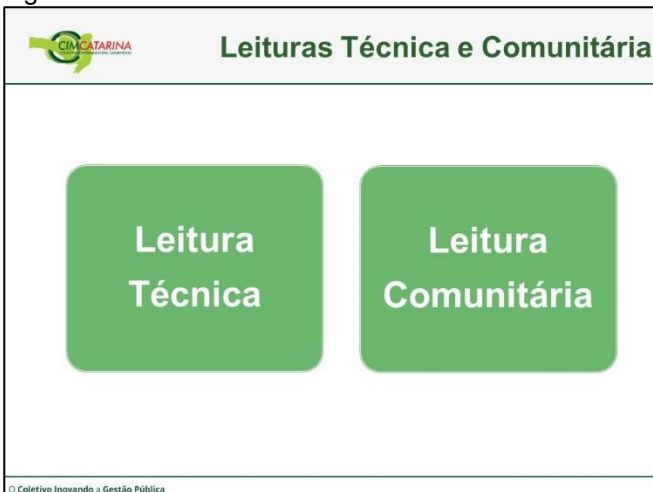 CIMCATARINA
Leituras Técnica e Comunitária
Leitura
Técnica
Leitura
Comunitária
O Coletivo Inovando a Gestão Pública